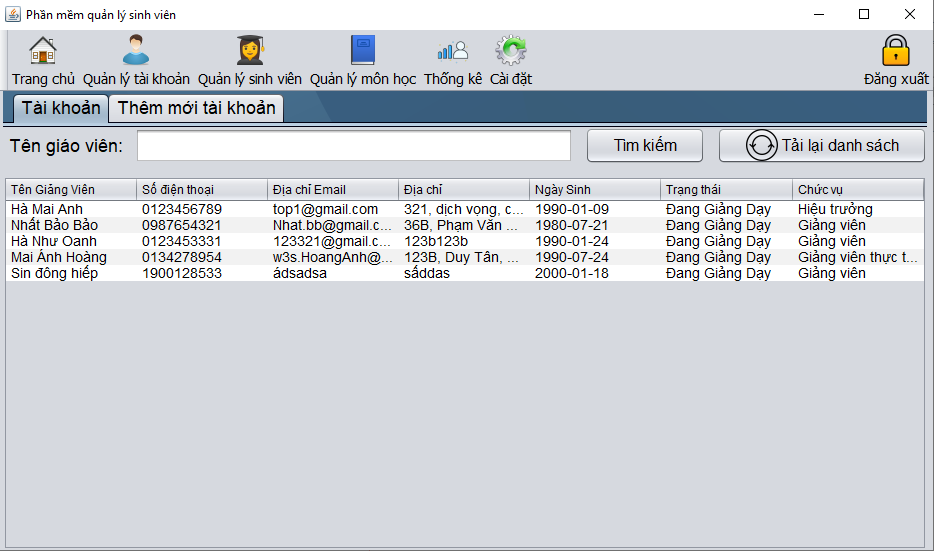 Phần mềm quản lý sinh viên
Trang chủ Quản lý tài khoản Quản lý sinh viên Quản lý môn học Thống kê Cài đặt Đăng xuất
Tài khoản Thêm mới tài khoản
Tên giáo viên: Tìm kiếm Tải lại danh sách
Tên Giảng Viên Số điện thoại Địa chỉ Email Địa chỉ Ngày Sinh Trạng thái Chức vụ
Hà Mai Anh 0123456789 top1@gmail.com 321, dịch vọng, c... 1990-01-09 Đang Giảng Dạy Hiệu trưởng
Nhất Bảo Bảo 0987654321 Nhat.bb@gmail.c... 36B, Phạm Văn ... 1980-07-21 Đang Giảng Dạy Giảng viên
Hà Như Oanh 0123453331 123321@gmail.c... 123b123b 1990-01-24 Đang Giảng Dạy Giảng viên
Mai Ánh Hoàng 0134278954 w3s.HoangAnh@... 123B, Duy Tân, ... 1990-07-24 Đang Giảng Dạy Giảng viên thực t...
Sin đông hiếp 1900128533 ádsadsa sấddas 2000-01-18 Đang Giảng Dạy Giảng viên